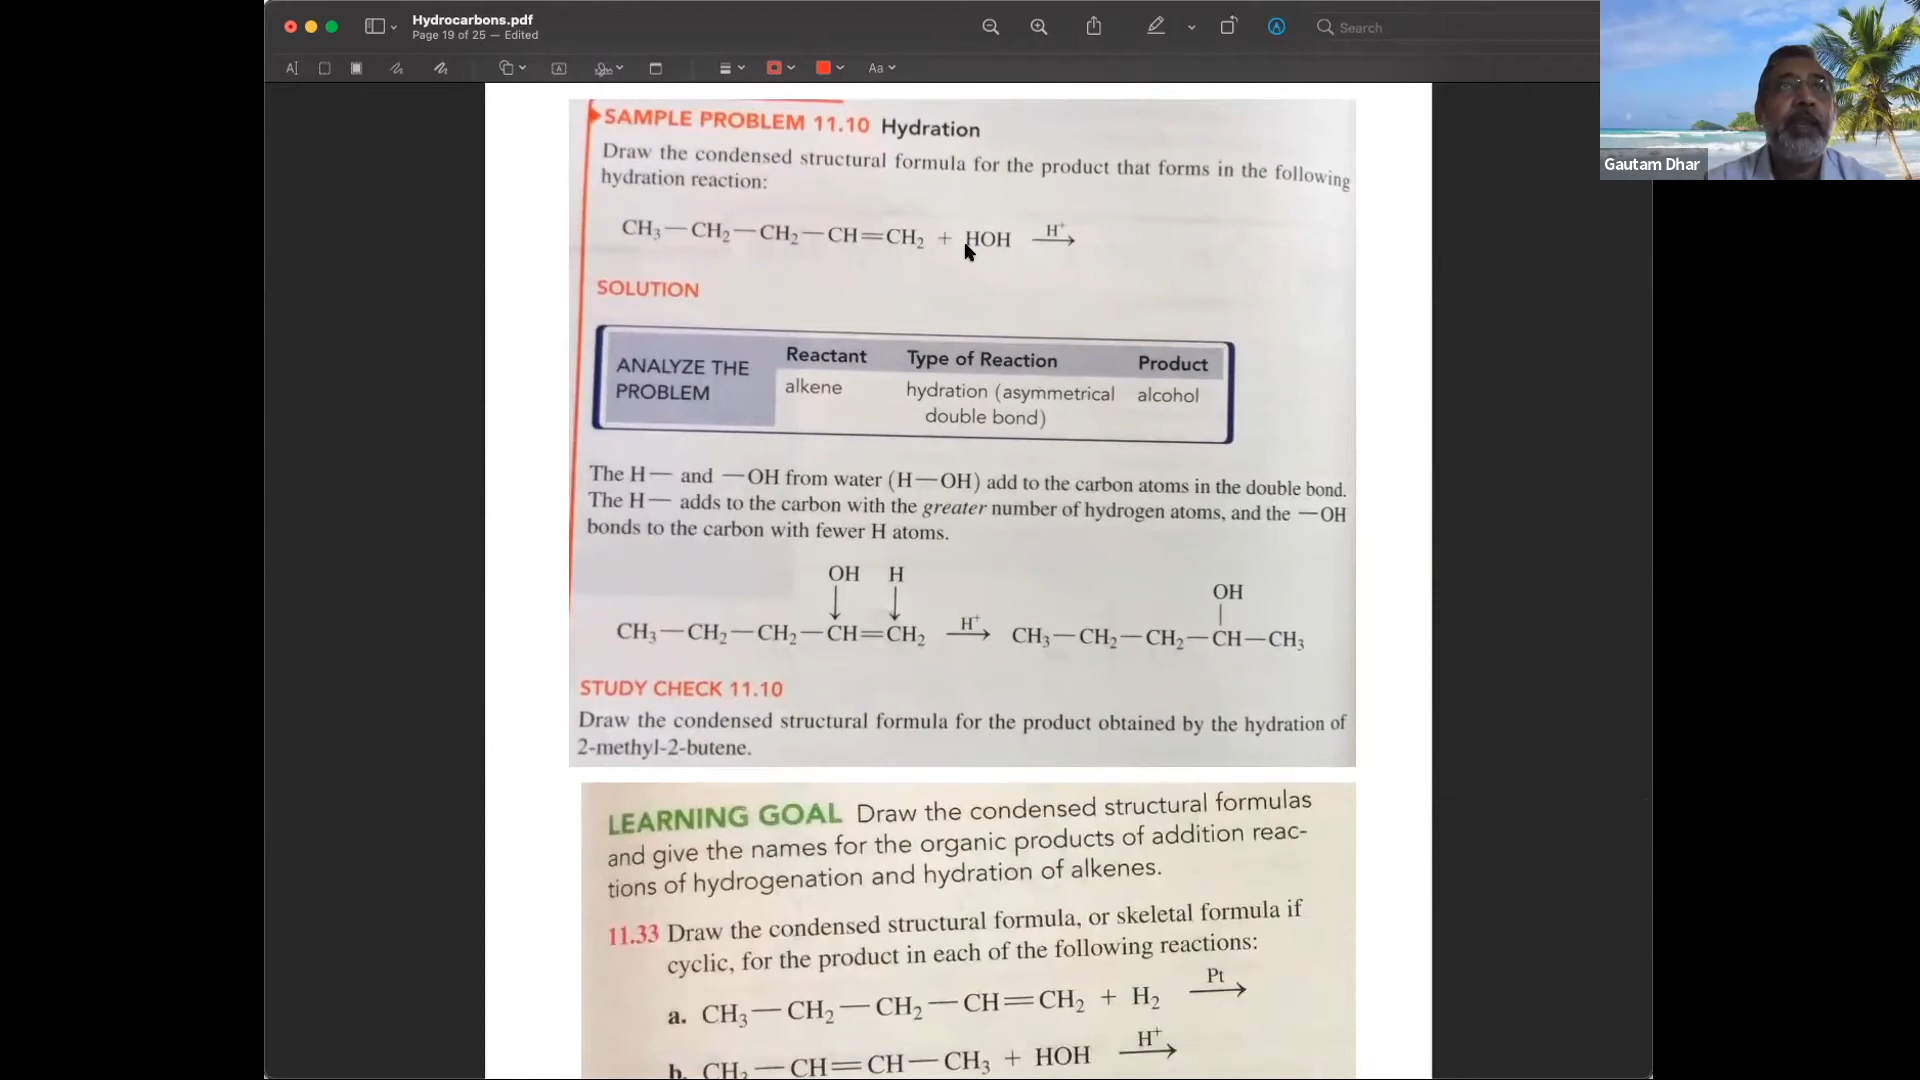 Hydrocarbons.pdf
Page 19 of 25 — Edited
Search
Aa
Gautam Dhar
SAMPLE PROBLEM 11.10 Hydration
Draw the condensed structural formula for the product that forms in the following
hydration reaction:
CH₃—CH₂—CH₂—CH=CH₂ + HOH H⁺→
SOLUTION
ANALYZE THE PROBLEM
Reactant Type of Reaction Product
alkene hydration (asymmetrical double bond) alcohol
The H— and —OH from water (H—OH) add to the carbon atoms in the double bond.
The H— adds to the carbon with the greater number of hydrogen atoms, and the —OH
bonds to the carbon with fewer H atoms.
OH H
OH
CH₃—CH₂—CH₂—CH=CH₂ H⁺→ CH₃—CH₂—CH₂—CH—CH₃
STUDY CHECK 11.10
Draw the condensed structural formula for the product obtained by the hydration of
2-methyl-2-butene.
LEARNING GOAL Draw the condensed structural formulas
and give the names for the organic products of addition reac-
tions of hydrogenation and hydration of alkenes.
11.33 Draw the condensed structural formula, or skeletal formula if
cyclic, for the product in each of the following reactions:
a. CH₃—CH₂—CH₂—CH=CH₂ + H₂ Pt→
b. CH₃—CH=CH—CH₃ + HOH H⁺→